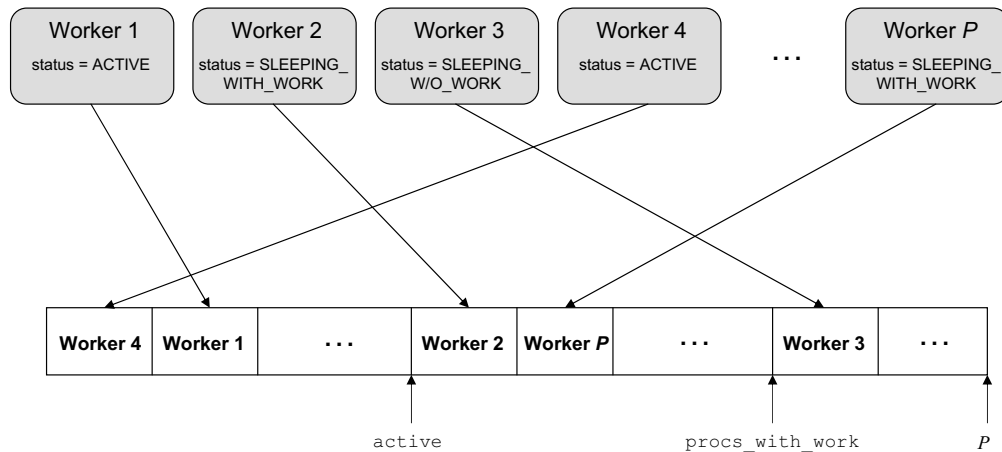 Worker 1
status = ACTIVE
Worker 2
status = SLEEPING_
WITH_WORK
Worker 3
status = SLEEPING_
W/O_WORK
Worker 4
status = ACTIVE
...
Worker P
status = SLEEPING_
WITH_WORK
Worker 4 Worker 1 ... Worker 2 Worker P ... Worker 3 ...
active procs_with_work P